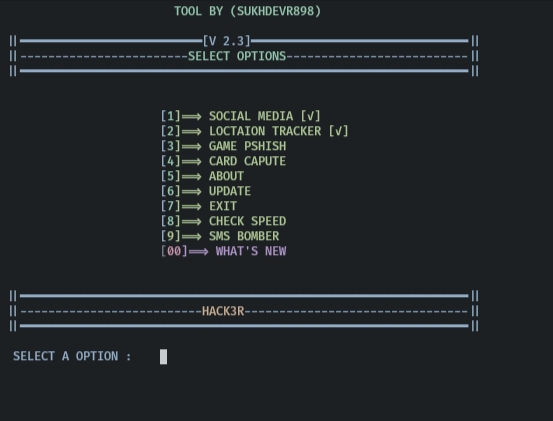 TOOL BY (SUKHDEVR898)
[V 2.3]
SELECT OPTIONS
[1]⟹ SOCIAL MEDIA [√]
[2]⟹ LOCTAION TRACKER [√]
[3]⟹ GAME PSHISH
[4]⟹ CARD CAPUTE
[5]⟹ ABOUT
[6]⟹ UPDATE
[7]⟹ EXIT
[8]⟹ CHECK SPEED
[9]⟹ SMS BOMBER
[00]⟹ WHAT'S NEW
HACK3R
SELECT A OPTION :